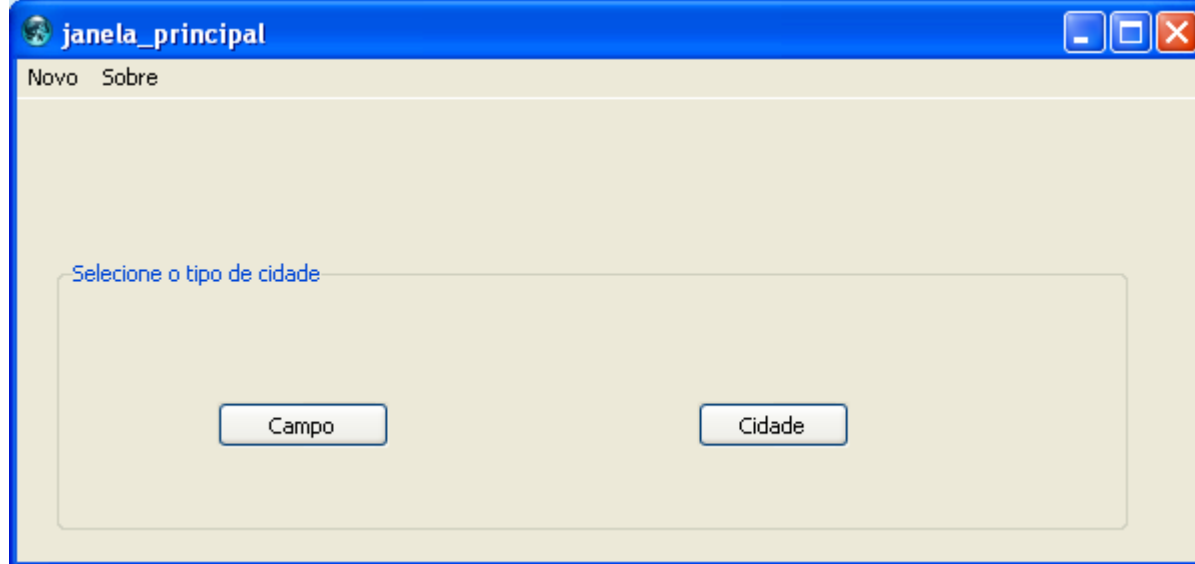 janela_principal
Novo Sobre
Selecione o tipo de cidade
Campo Cidade